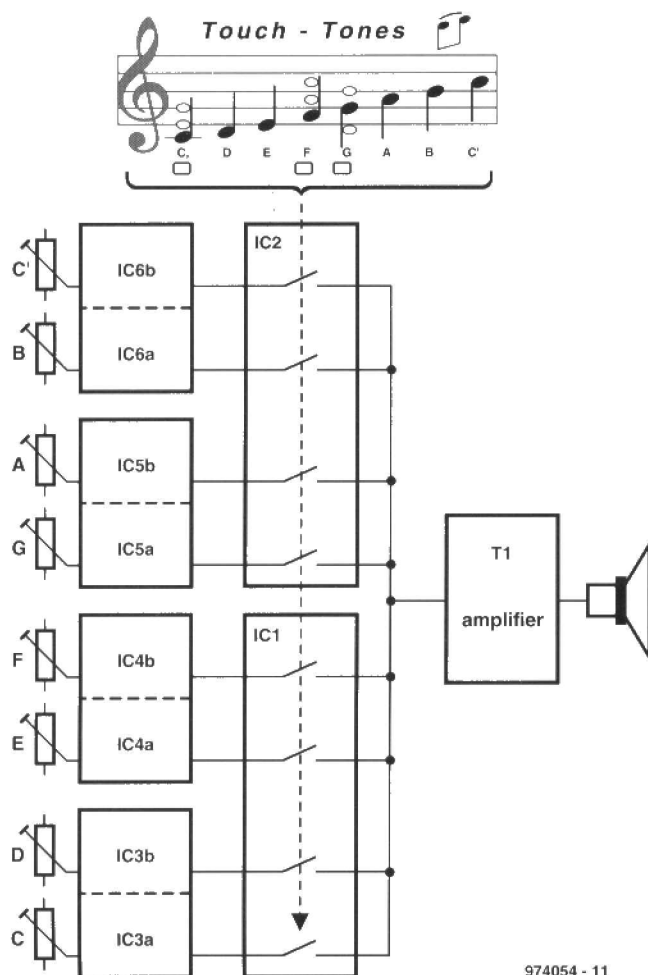 Touch - Tones
C, D E F G A B C'
C'
IC6b
IC2
B
IC6a
A
IC5b
G
IC5a
T1
amplifier
F
IC4b
IC1
E
IC4a
D
IC3b
C
IC3a
974054 - 11